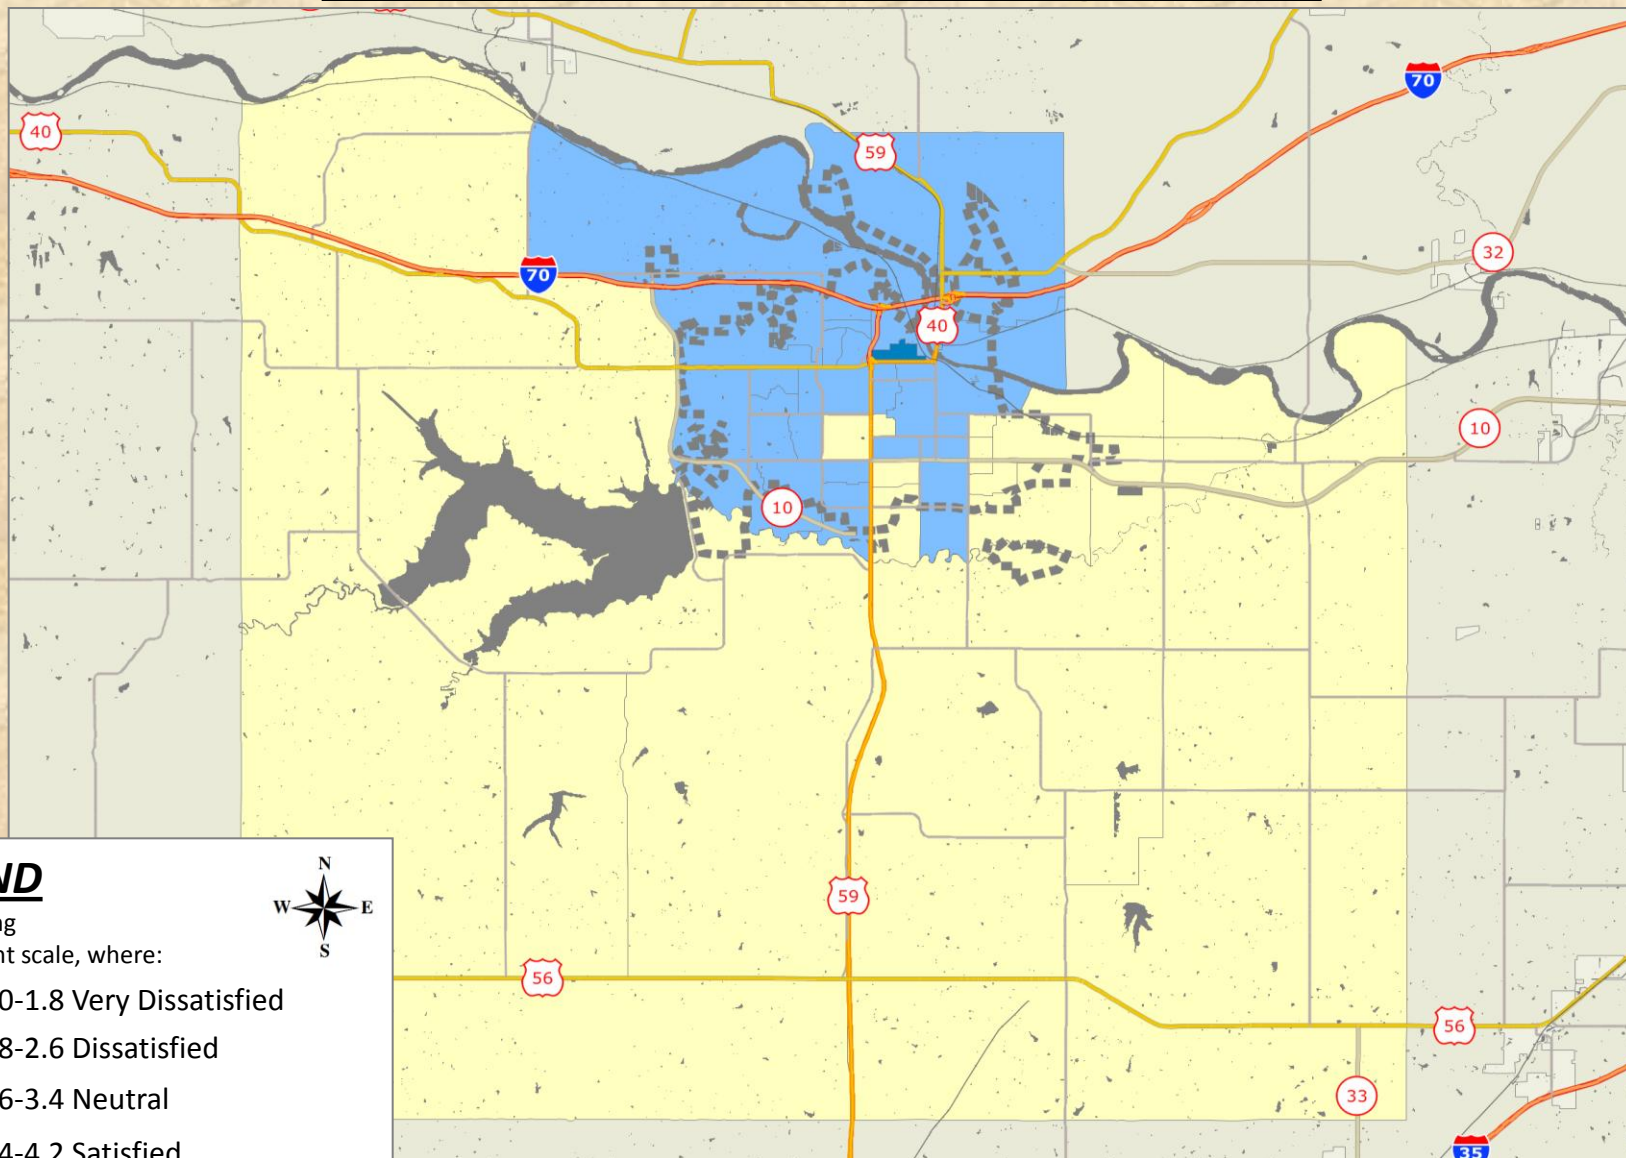 70
40
59
32
70
40
10
10
59
56
56
33
35
ND
N
W E
S
g
nt scale, where:
0-1.8 Very Dissatisfied
8-2.6 Dissatisfied
6-3.4 Neutral
4-4.2 Satisfied